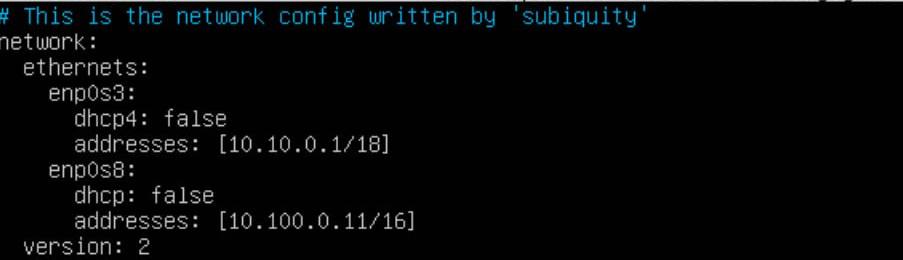 # This is the network config written by 'subiquity'
network:
  ethernets:
    enp0s3:
      dhcp4: false
      addresses: [10.10.0.1/18]
    enp0s8:
      dhcp: false
      addresses: [10.100.0.11/16]
  version: 2